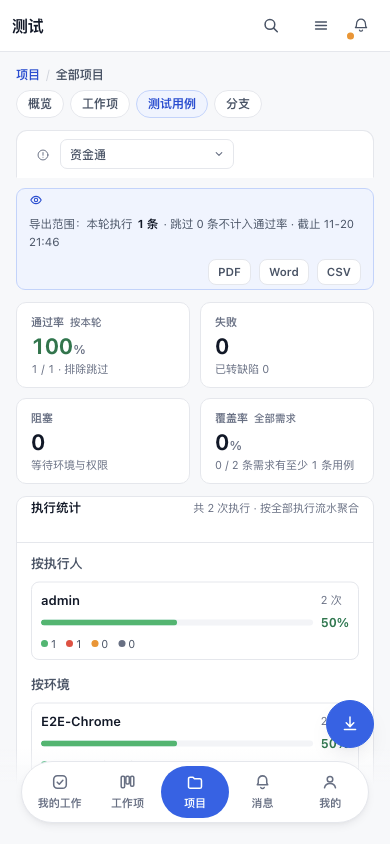 测试
项目 / 全部项目
概览 工作项 测试用例 分支
资金通
导出范围：本轮执行 1 条 · 跳过 0 条不计入通过率 · 截止 11-20
21:46
PDF Word CSV
通过率 按本轮
100%
1 / 1 · 排除跳过
失败
0
已转缺陷 0
阻塞
0
等待环境与权限
覆盖率 全部需求
0%
0 / 2 条需求有至少 1 条用例
执行统计 共 2 次执行 · 按全部执行流水聚合
按执行人
admin 2 次
50%
1 1 0 0
按环境
E2E-Chrome 2
50
我的工作 工作项 项目 消息 我的